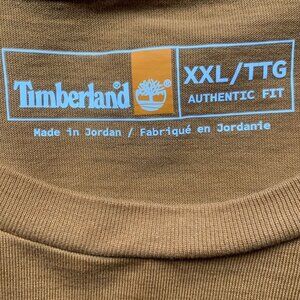 Timberland®
XXL/TTG
AUTHENTIC FIT
Made in Jordan / Fabriqué en Jordanie